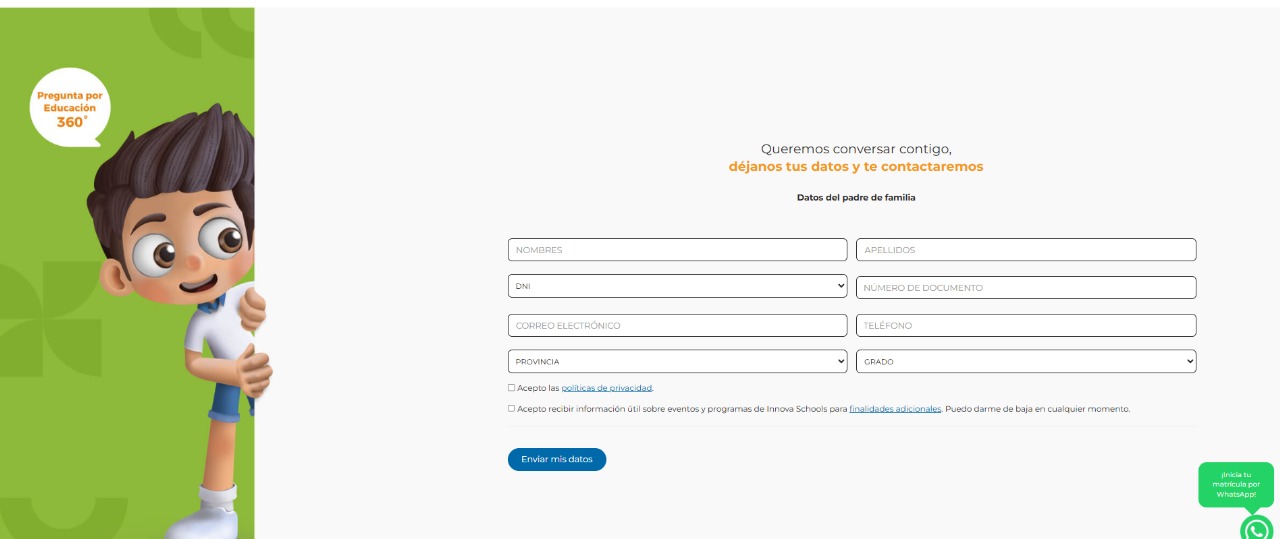 Pregunta por
Educación
360°
Queremos conversar contigo,
déjanos tus datos y te contactaremos
Datos del padre de familia
NOMBRES
APELLIDOS
DNI
NÚMERO DE DOCUMENTO
CORREO ELECTRÓNICO
TELÉFONO
PROVINCIA
GRADO
Acepto las políticas de privacidad.
Acepto recibir información útil sobre eventos y programas de Innova Schools para finalidades adicionales. Puedo darme de baja en cualquier momento.
Enviar mis datos
¡Inicia tu
matrícula por
WhatsApp!